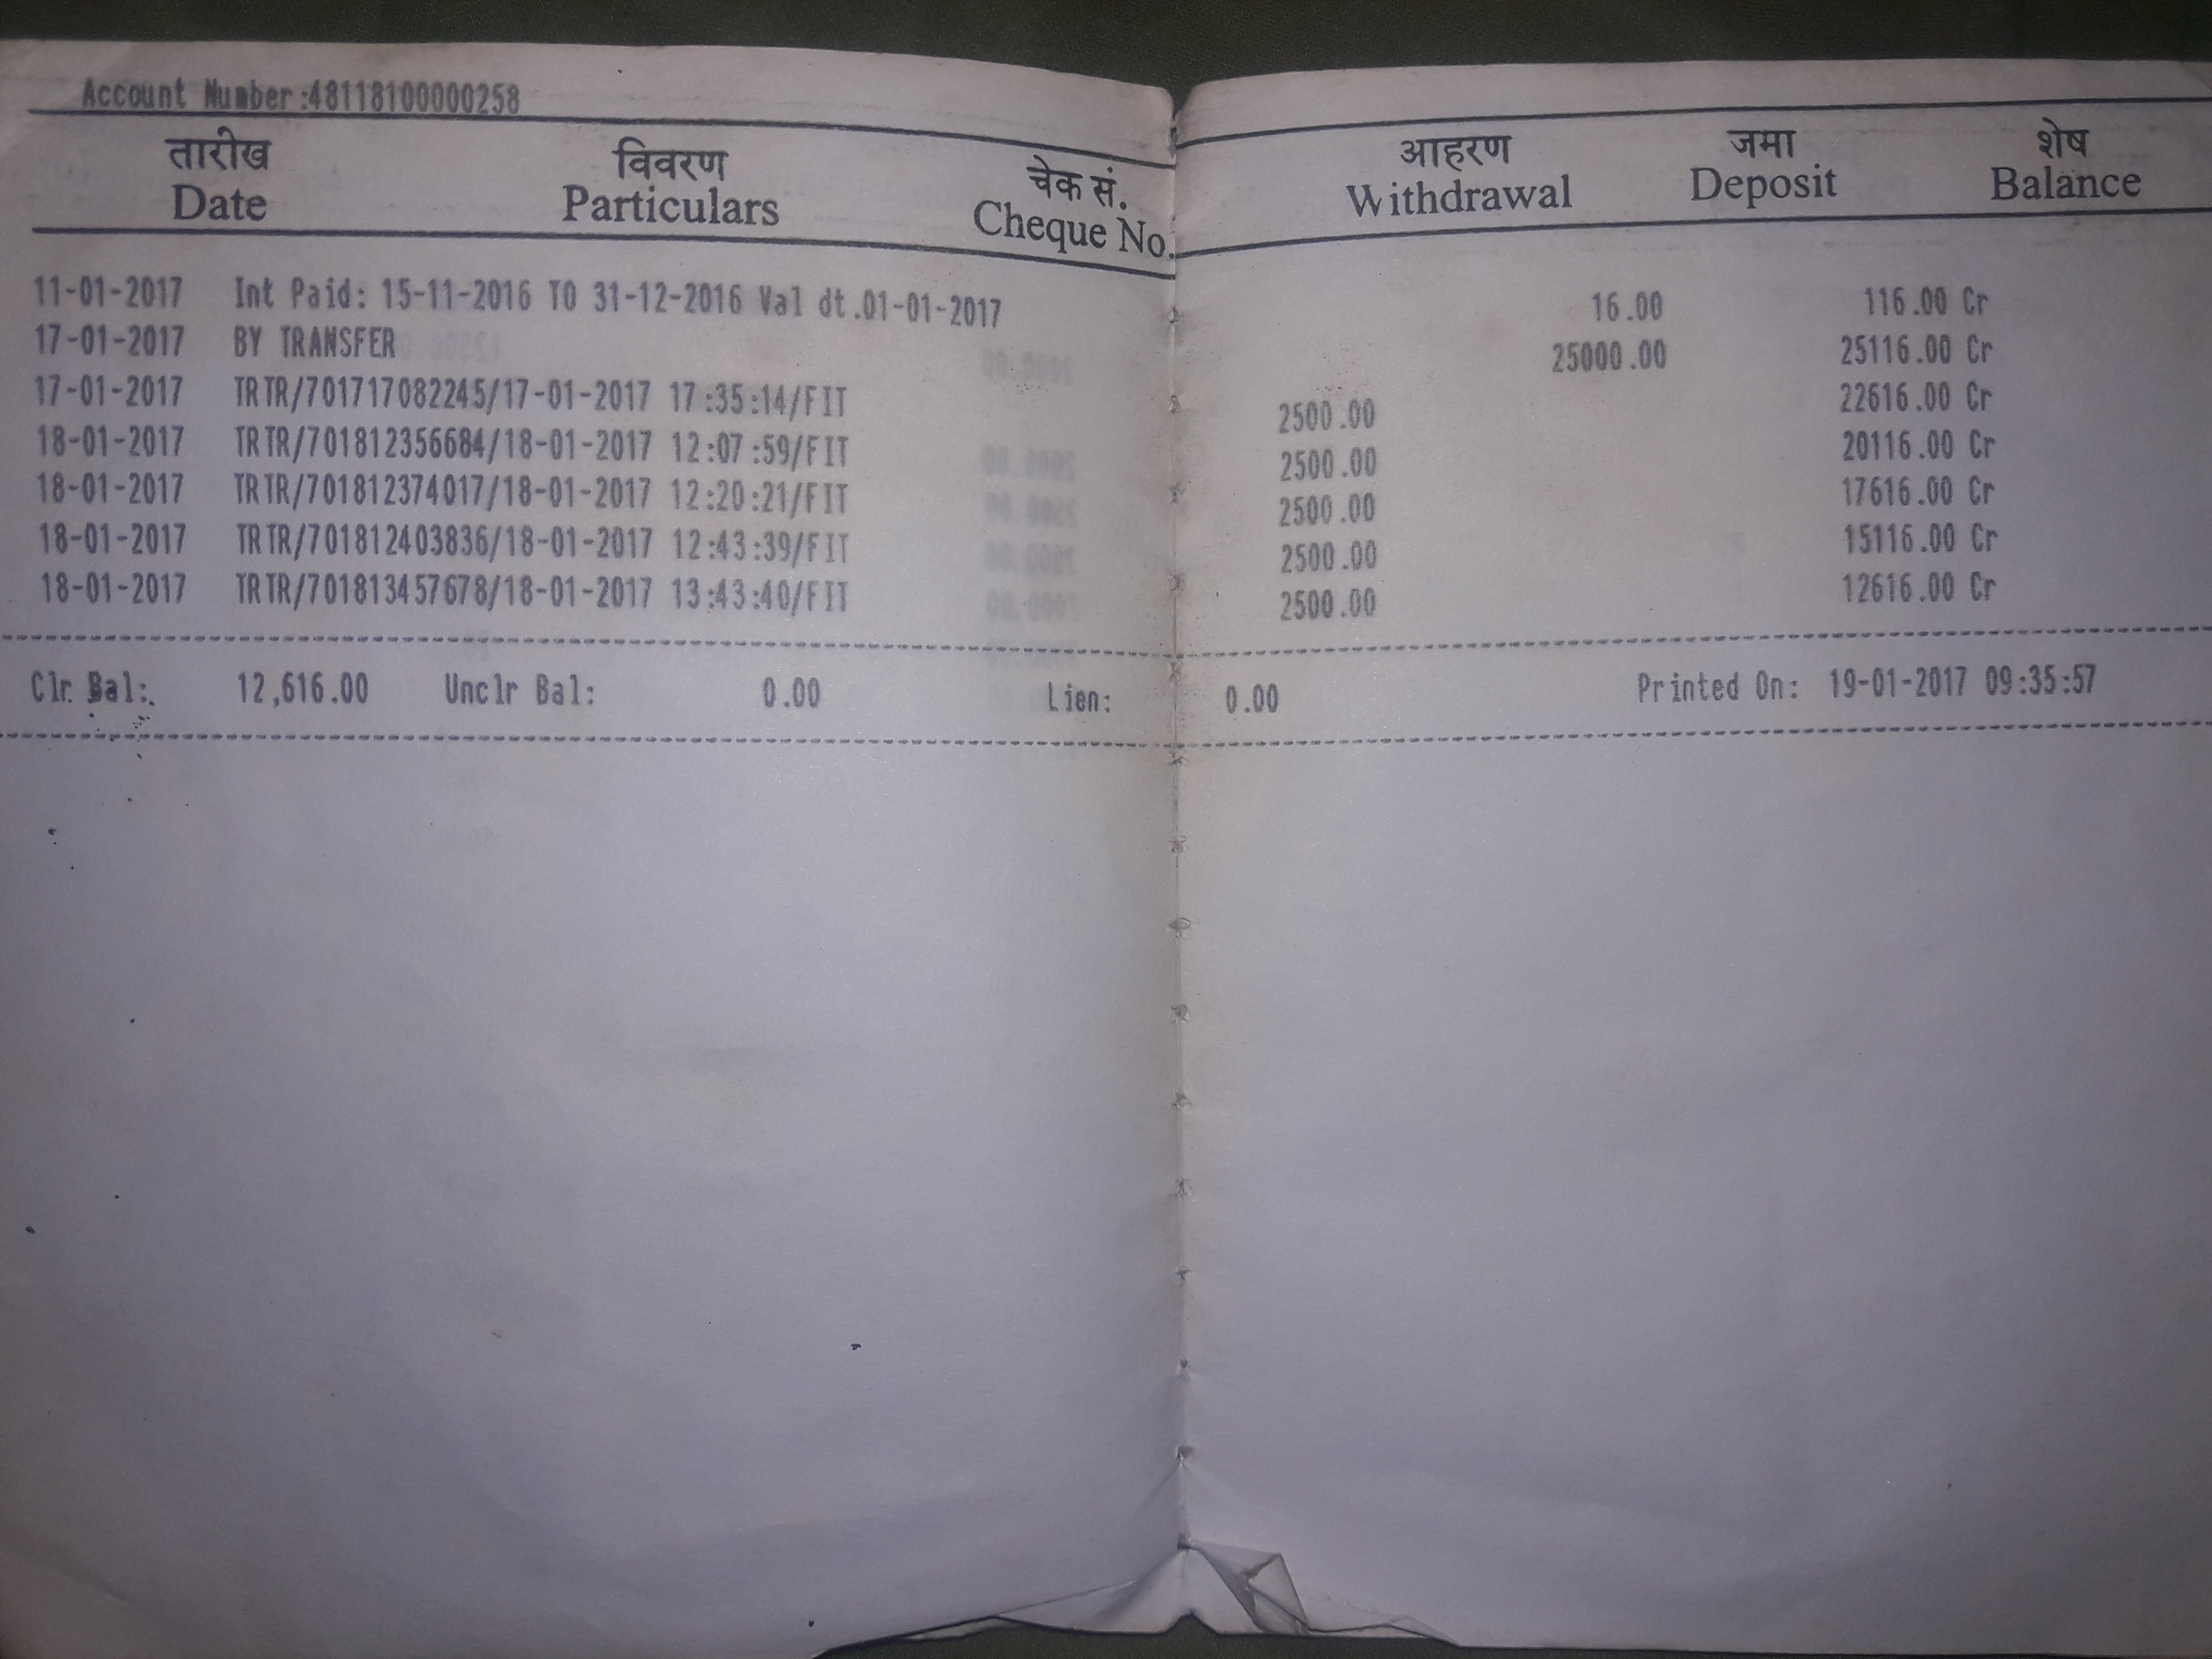 Account Number:48118100000258
तारीख विवरण चेक सं. आहरण जमा शेष
Date Particulars Cheque No. Withdrawal Deposit Balance
11-01-2017 Int Paid: 15-11-2016 TO 31-12-2016 Val dt.01-01-2017 16.00 116.00 Cr
17-01-2017 BY TRANSFER 25000.00 25116.00 Cr
17-01-2017 TRTR/701717082245/17-01-2017 17:35:14/FIT 2500.00 22616.00 Cr
18-01-2017 TRTR/701812356684/18-01-2017 12:07:59/FIT 2500.00 20116.00 Cr
18-01-2017 TRTR/701812374017/18-01-2017 12:20:21/FIT 2500.00 17616.00 Cr
18-01-2017 TRTR/701812403836/18-01-2017 12:43:39/FIT 2500.00 15116.00 Cr
18-01-2017 TRTR/701813457678/18-01-2017 13:43:40/FIT 2500.00 12616.00 Cr
Clr. Bal: 12,616.00 Unclr Bal: 0.00 Lien: 0.00 Printed On: 19-01-2017 09:35:57